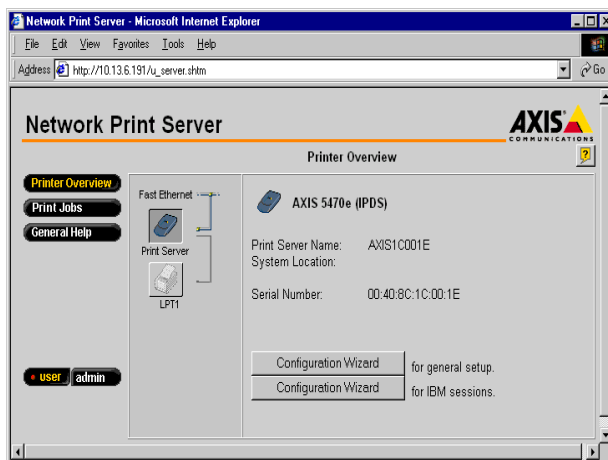 Network Print Server - Microsoft Internet Explorer
File Edit View Favorites Tools Help
Address http://10.13.6.191/u_server.shtm Go
Network Print Server
AXIS
COMMUNICATIONS
Printer Overview
?
Printer Overview
Print Jobs
General Help
user admin
Fast Ethernet
Print Server
LPT1
AXIS 5470e (IPDS)
Print Server Name: AXIS1C001E
System Location:
Serial Number: 00:40:8C:1C:00:1E
Configuration Wizard for general setup.
Configuration Wizard for IBM sessions.